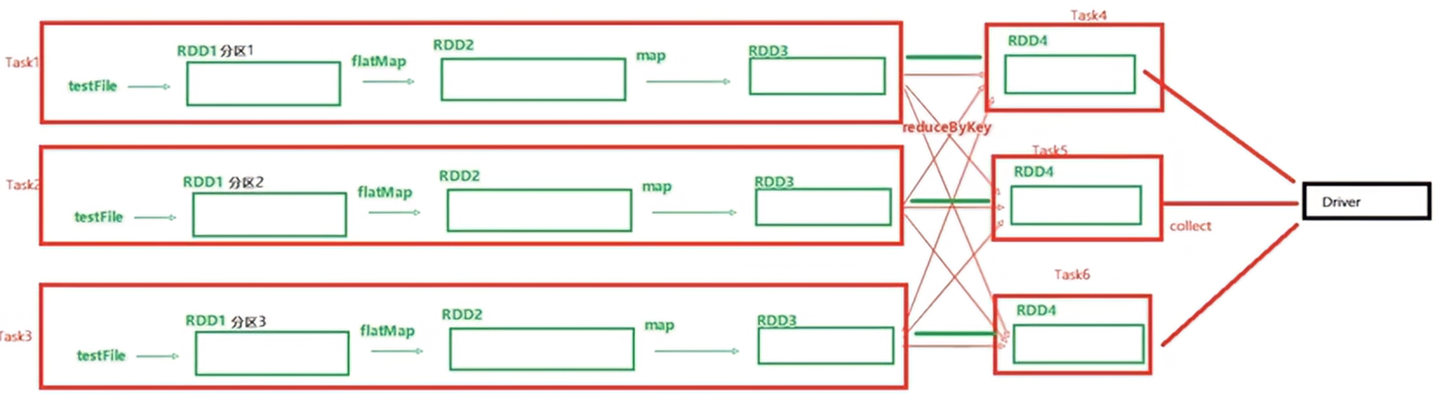 Task4
RDD4
Task1
RDD1 分区1
testFile
flatMap
RDD2
map
RDD3
reduceByKey
Task5
RDD4
Task2
RDD1 分区2
testFile
flatMap
RDD2
map
RDD3
Driver
collect
Task6
RDD4
Task3
RDD1 分区3
testFile
flatMap
RDD2
map
RDD3